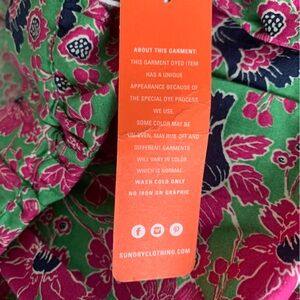 ABOUT THIS GARMENT:
THIS GARMENT DYED ITEM
HAS A UNIQUE
APPEARANCE BECAUSE OF
THE SPECIAL DYE PROCESS
WE USE.
SOME COLOR MAY BE
UN-EVEN, MAY RUB OFF AND
DIFFERENT GARMENTS
WILL VARY IN COLOR
WHICH IS NORMAL.
WASH COLD ONLY
NO IRON ON GRAPHIC
SUNDRYCLOTHING.COM